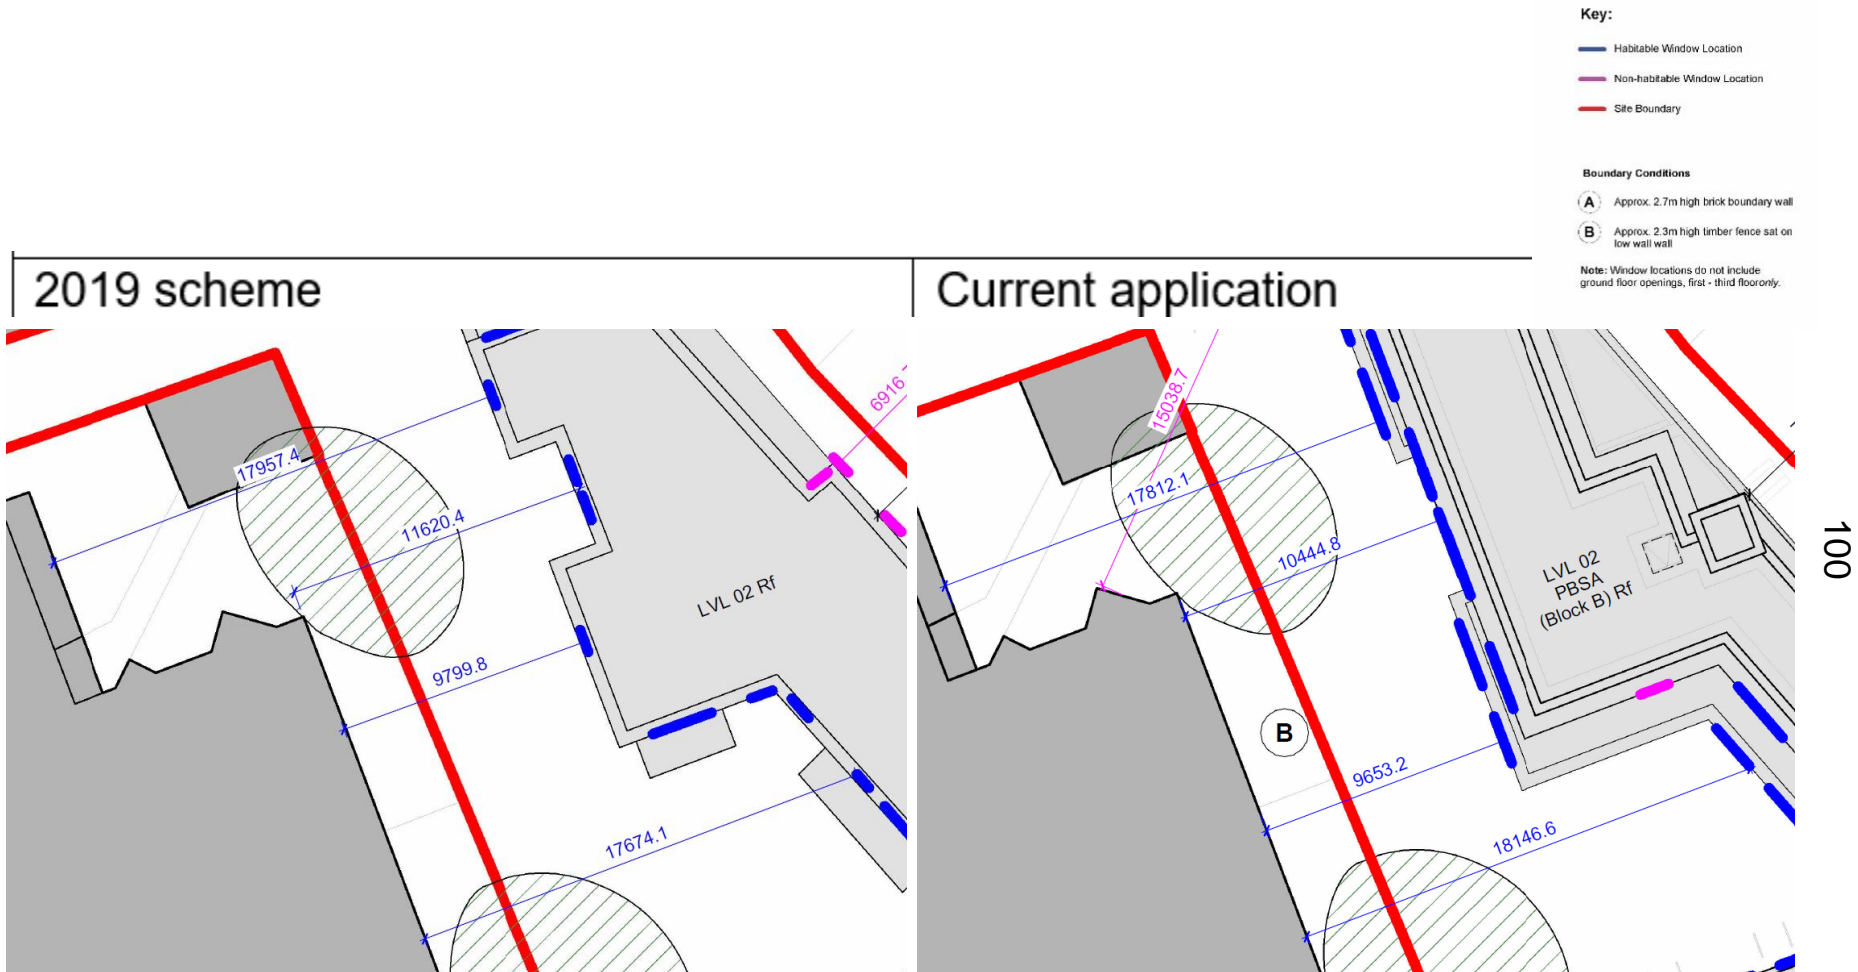 Key:
Habitable Window Location
Non-habitable Window Location
Site Boundary
Boundary Conditions
A Approx. 2.7m high brick boundary wall
B Approx. 2.3m high timber fence sat on
low wall wall
Note: Window locations do not include
ground floor openings, first - third floor only.
2019 scheme
Current application
17957.4
11620.4
9799.8
17674.1
6916.
LVL 02 Rf
15038.7
17812.1
10444.8
9653.2
18146.6
B
LVL 02
PBSA
(Block B) Rf
100